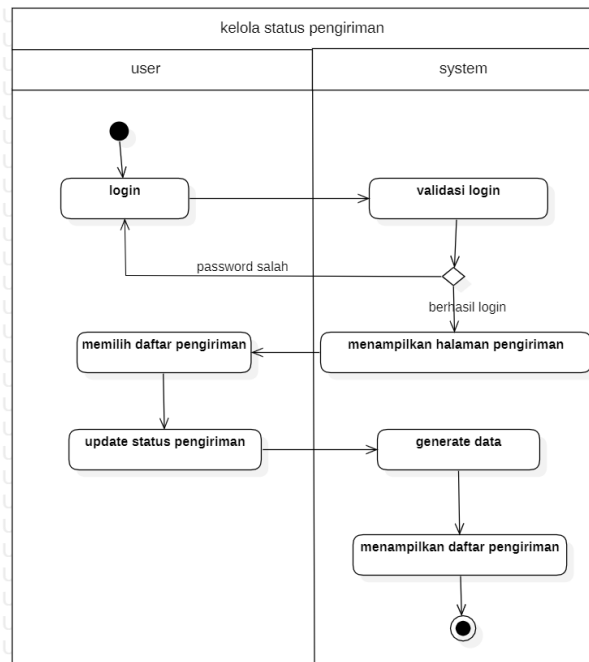 kelola status pengiriman
user
system
login
validasi login
password salah
berhasil login
memilih daftar pengiriman
menampilkan halaman pengiriman
update status pengiriman
generate data
menampilkan daftar pengiriman